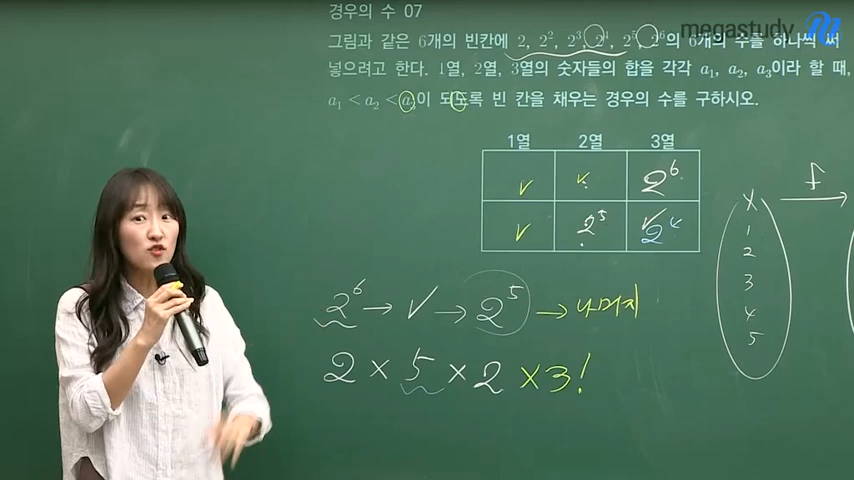 경우의 수 07
megastudy
그림과 같은 6개의 빈칸에 2, 2², 2³, 2⁴, 2⁵, 2⁶의 6개의 수를 하나씩 써
넣으려고 한다. 1열, 2열, 3열의 숫자들의 합을 각각 a₁, a₂, a₃이라 할 때,
a₁ < a₂ < a₃이 되도록 빈 칸을 채우는 경우의 수를 구하시오.
1열 2열 3열
✓ ✓ 2⁶
✓ 2⁵ ✓ 2⁴
X f →
1
2
3
4
5
2⁶ → ✓ → 2⁵ → 나머지
2 × 5 × 2 × 3!